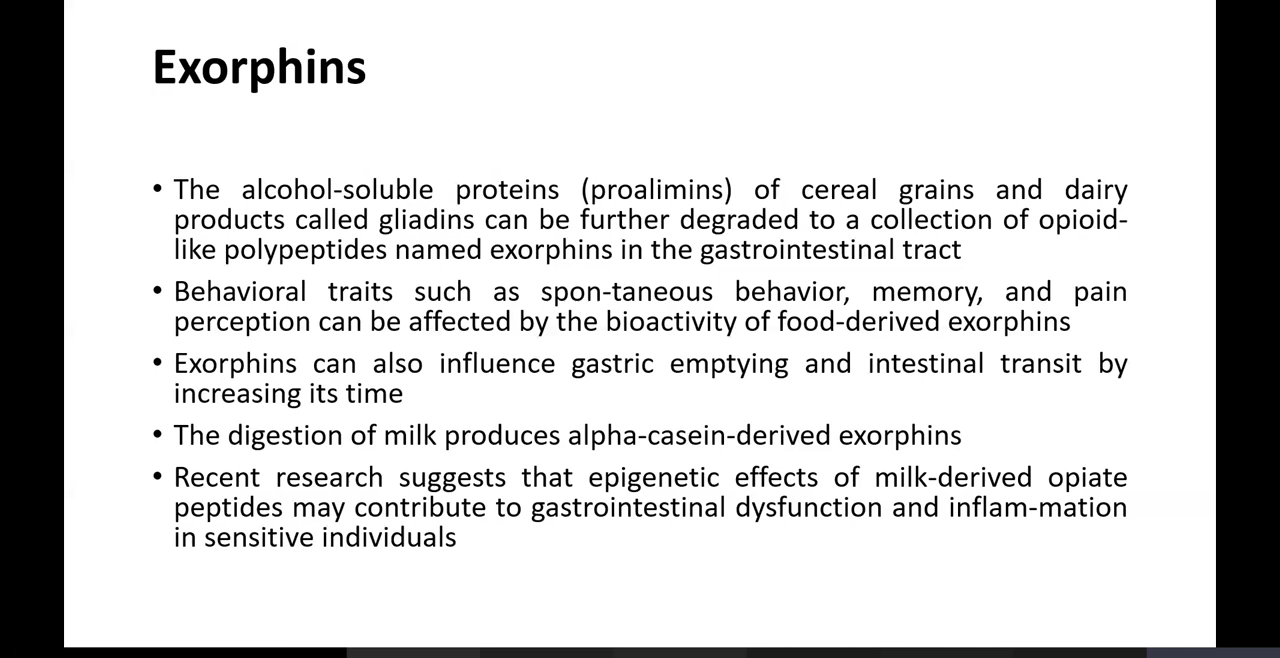 Exorphins
• The alcohol-soluble proteins (proalimins) of cereal grains and dairy
products called gliadins can be further degraded to a collection of opioid-
like polypeptides named exorphins in the gastrointestinal tract
• Behavioral traits such as spon-taneous behavior, memory, and pain
perception can be affected by the bioactivity of food-derived exorphins
• Exorphins can also influence gastric emptying and intestinal transit by
increasing its time
• The digestion of milk produces alpha-casein-derived exorphins
• Recent research suggests that epigenetic effects of milk-derived opiate
peptides may contribute to gastrointestinal dysfunction and inflam-mation
in sensitive individuals